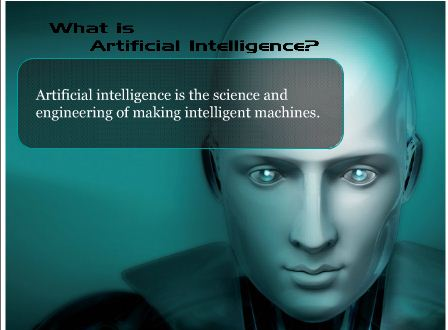 What is
Artificial Intelligence?
Artificial intelligence is the science and
engineering of making intelligent machines.